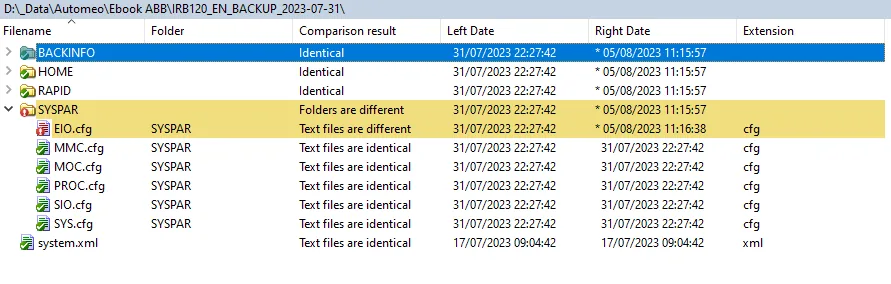 D:\_Data\Automeo\Ebook ABB\IRB120_EN_BACKUP_2023-07-31\
Filename Folder Comparison result Left Date Right Date Extension
BACKINFO Identical 31/07/2023 22:27:42 * 05/08/2023 11:15:57
HOME Identical 31/07/2023 22:27:42 * 05/08/2023 11:15:57
RAPID Identical 31/07/2023 22:27:42 * 05/08/2023 11:15:57
SYSPAR Folders are different 31/07/2023 22:27:42 * 05/08/2023 11:15:57
EIO.cfg SYSPAR Text files are different 31/07/2023 22:27:42 * 05/08/2023 11:16:38 cfg
MMC.cfg SYSPAR Text files are identical 31/07/2023 22:27:42 31/07/2023 22:27:42 cfg
MOC.cfg SYSPAR Text files are identical 31/07/2023 22:27:42 31/07/2023 22:27:42 cfg
PROC.cfg SYSPAR Text files are identical 31/07/2023 22:27:42 31/07/2023 22:27:42 cfg
SIO.cfg SYSPAR Text files are identical 31/07/2023 22:27:42 31/07/2023 22:27:42 cfg
SYS.cfg SYSPAR Text files are identical 31/07/2023 22:27:42 31/07/2023 22:27:42 cfg
system.xml Text files are identical 17/07/2023 09:04:42 17/07/2023 09:04:42 xml